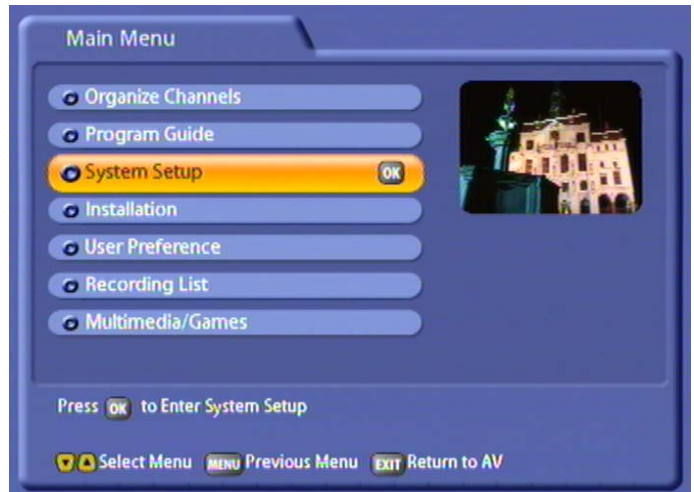 Main Menu
Organize Channels
Program Guide
System Setup OK
Installation
User Preference
Recording List
Multimedia/Games
Press OK to Enter System Setup
Select Menu MENU Previous Menu EXIT Return to AV